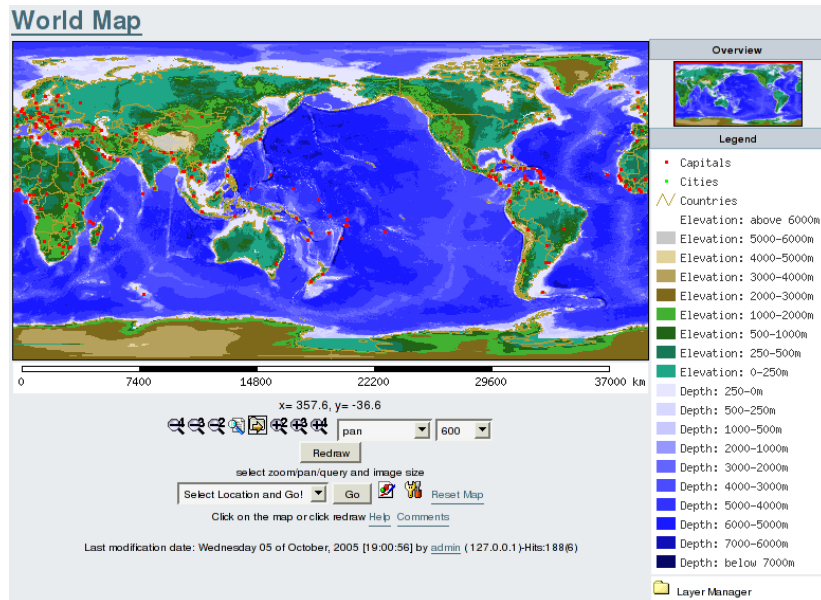 World Map
Overview
Legend
Capitals
Cities
Countries
Elevation: above 6000m
Elevation: 5000-6000m
Elevation: 4000-5000m
Elevation: 3000-4000m
Elevation: 2000-3000m
Elevation: 1000-2000m
Elevation: 500-1000m
Elevation: 250-500m
Elevation: 0-250m
Depth: 250-0m
Depth: 500-250m
Depth: 1000-500m
Depth: 2000-1000m
Depth: 3000-2000m
Depth: 4000-3000m
Depth: 5000-4000m
Depth: 6000-5000m
Depth: 7000-6000m
Depth: below 7000m
Layer Manager
0 7400 14800 22200 29600 37000 km
x= 357.6, y= -36.6
4 3 2 2 3 4 pan 600
Redraw
select zoom/pan/query and image size
Select Location and Go! Go Reset Map
Click on the map or click redraw Help Comments
Last modification date: Wednesday 05 of October, 2005 [19:00:56] by admin (127.0.0.1)-Hits:188(6)